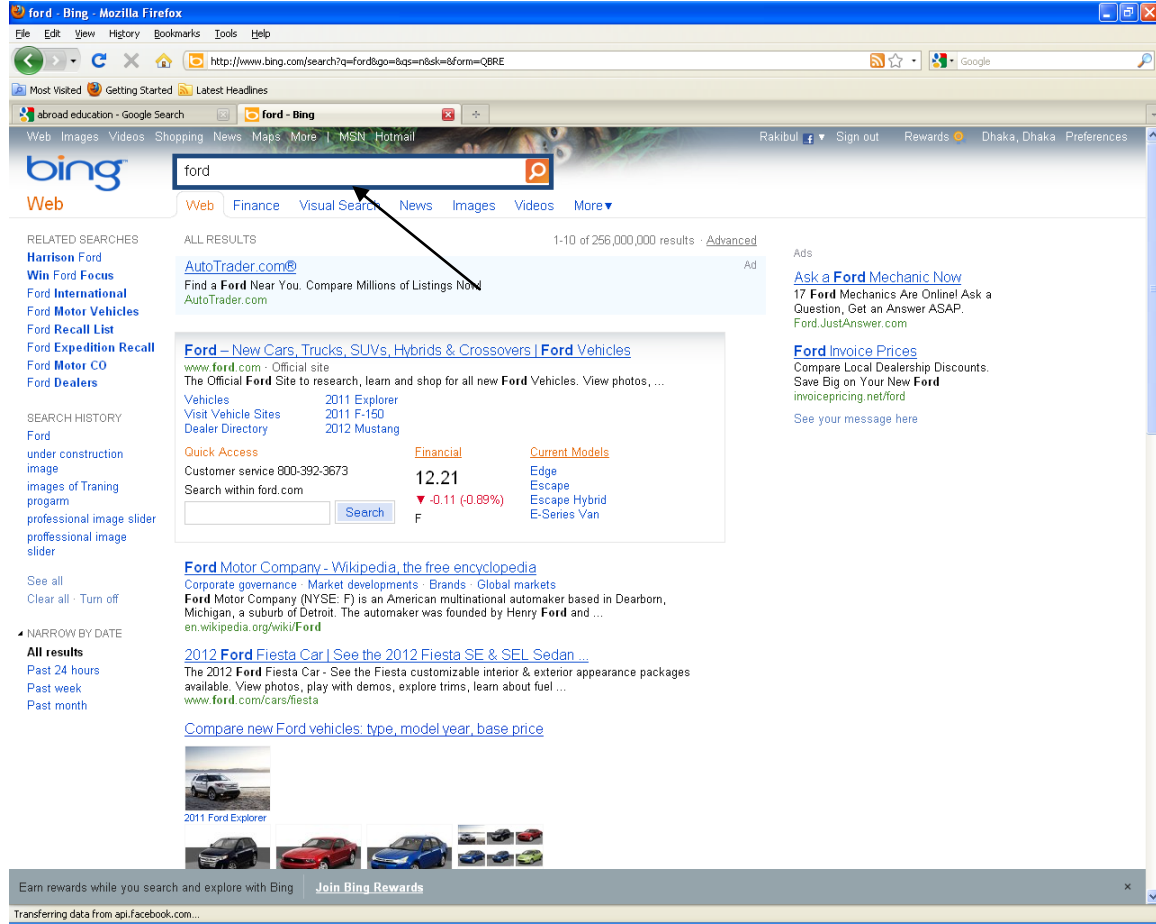 ford - Bing - Mozilla Firefox
File Edit View History Bookmarks Tools Help
http://www.bing.com/search?q=ford&go=&qs=n&sk=&form=QBRE
Google
Most Visited Getting Started Latest Headlines
abroad education - Google Search
ford - Bing
Web Images Videos Shopping News Maps More | MSN Hotmail
Rakibul Sign out Rewards Dhaka, Dhaka Preferences
bing
ford
Web
Web Finance Visual Search News Images Videos More▼
RELATED SEARCHES
Harrison Ford
Win Ford Focus
Ford International
Ford Motor Vehicles
Ford Recall List
Ford Expedition Recall
Ford Motor CO
Ford Dealers
SEARCH HISTORY
Ford
under construction
image
images of Traning
progarm
professional image slider
proffessional image
slider
See all
Clear all · Turn off
NARROW BY DATE
All results
Past 24 hours
Past week
Past month
ALL RESULTS
1-10 of 256,000,000 results · Advanced
AutoTrader.com®
Ad
Find a Ford Near You. Compare Millions of Listings Now!
AutoTrader.com
Ford – New Cars, Trucks, SUVs, Hybrids & Crossovers | Ford Vehicles
www.ford.com · Official site
The Official Ford Site to research, learn and shop for all new Ford Vehicles. View photos, ...
Vehicles 2011 Explorer
Visit Vehicle Sites 2011 F-150
Dealer Directory 2012 Mustang
Quick Access
Customer service 800-392-3673
Search within ford.com
Search
Financial
12.21
▼ -0.11 (-0.89%)
F
Current Models
Edge
Escape
Escape Hybrid
E-Series Van
Ford Motor Company - Wikipedia, the free encyclopedia
Corporate governance · Market developments · Brands · Global markets
Ford Motor Company (NYSE: F) is an American multinational automaker based in Dearborn,
Michigan, a suburb of Detroit. The automaker was founded by Henry Ford and ...
en.wikipedia.org/wiki/Ford
2012 Ford Fiesta Car | See the 2012 Fiesta SE & SEL Sedan ...
The 2012 Ford Fiesta Car - See the Fiesta customizable interior & exterior appearance packages
available. View photos, play with demos, explore trims, learn about fuel ...
www.ford.com/cars/fiesta
Compare new Ford vehicles: type, model year, base price
2011 Ford Explorer
Ads
Ask a Ford Mechanic Now
17 Ford Mechanics Are Online! Ask a
Question, Get an Answer ASAP.
Ford.JustAnswer.com
Ford Invoice Prices
Compare Local Dealership Discounts.
Save Big on Your New Ford
invoicepricing.net/ford
See your message here
Earn rewards while you search and explore with Bing Join Bing Rewards
Transferring data from api.facebook.com...